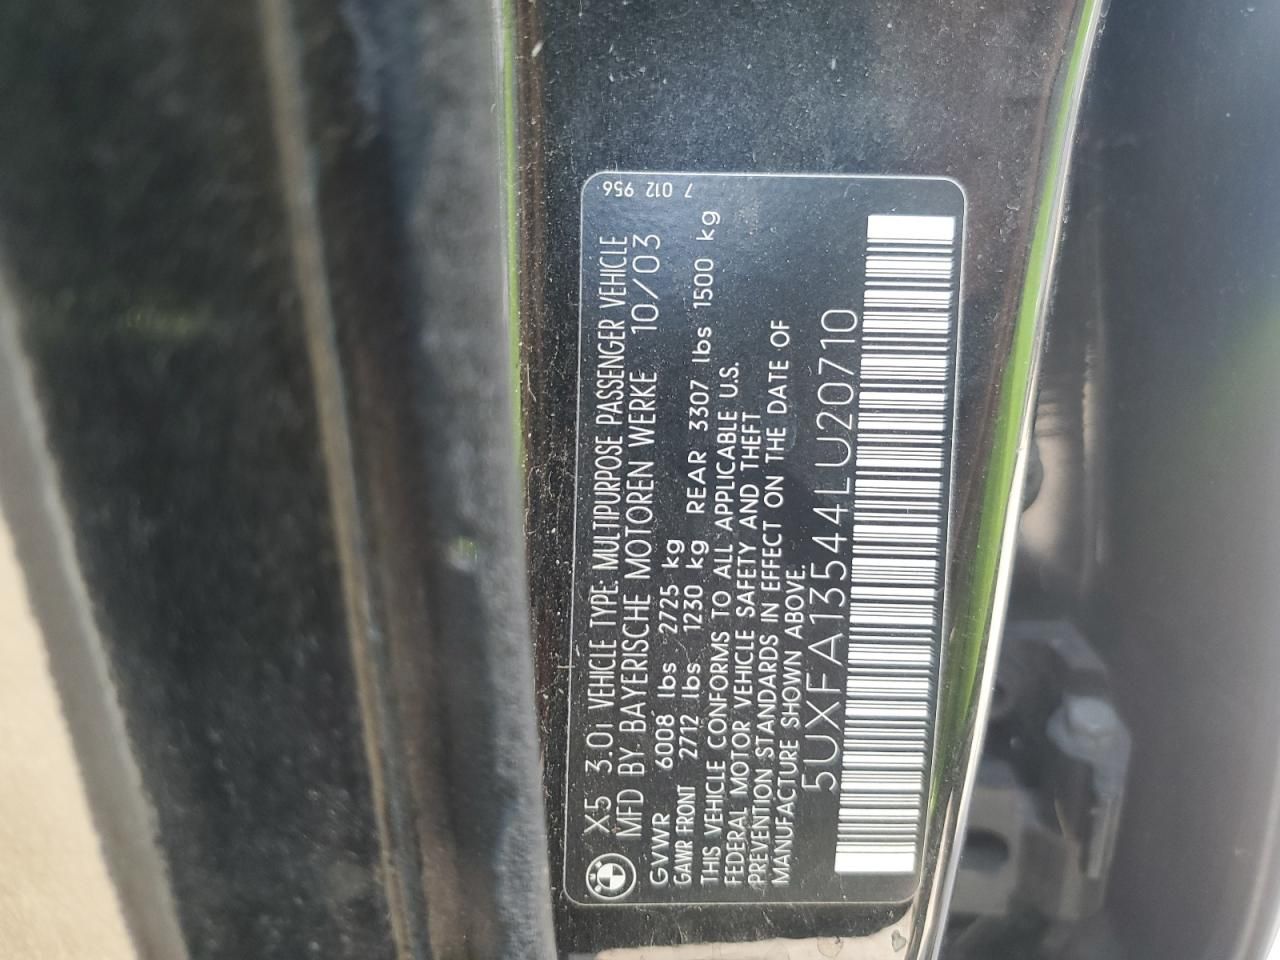 7 012 956
X5 3.0i VEHICLE TYPE: MULTIPURPOSE PASSENGER VEHICLE
MFD BY BAYERISCHE MOTOREN WERKE 10/03
GVWR 6008 lbs 2725 kg
GAWR FRONT 2712 lbs 1230 kg REAR 3307 lbs 1500 kg
THIS VEHICLE CONFORMS TO ALL APPLICABLE U.S.
FEDERAL MOTOR VEHICLE SAFETY AND THEFT
PREVENTION STANDARDS IN EFFECT ON THE DATE OF
MANUFACTURE SHOWN ABOVE.
5UXFA13544LU20710